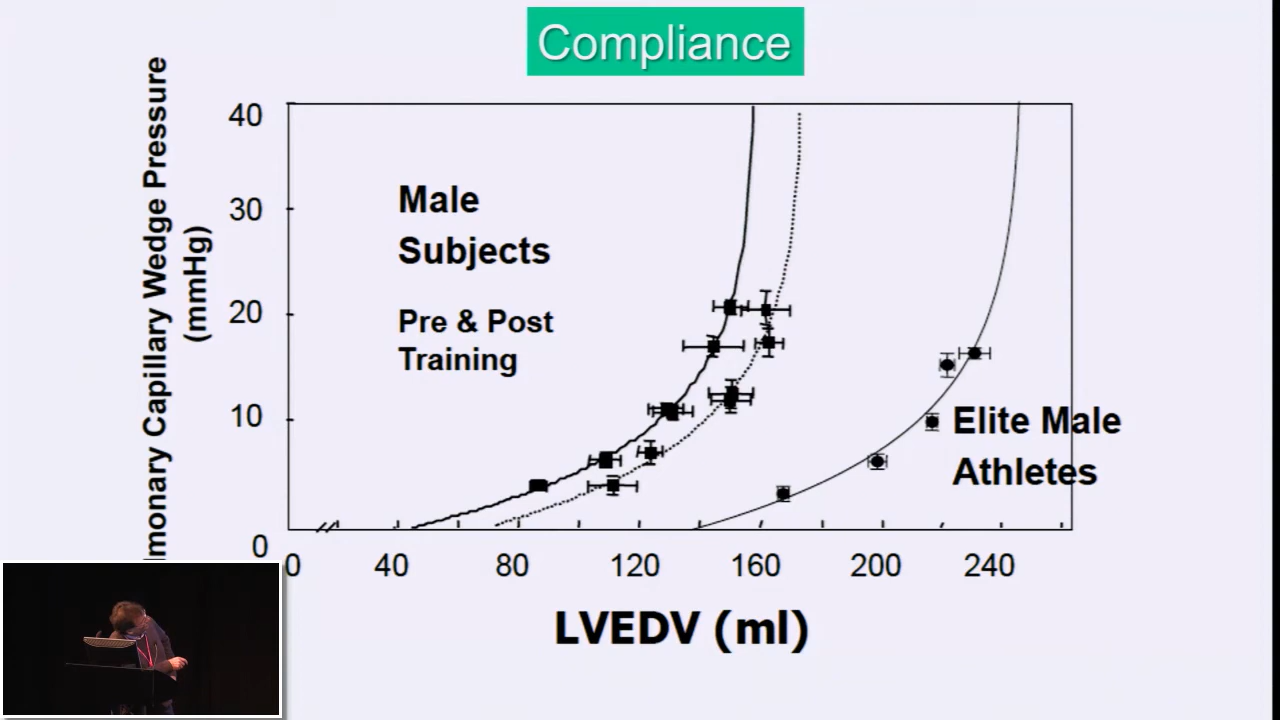 Compliance
monary Capillary Wedge Pressure
(mmHg)
40
30
20
10
0
Male
Subjects
Pre & Post
Training
Elite Male
Athletes
0 40 80 120 160 200 240
LVEDV (ml)